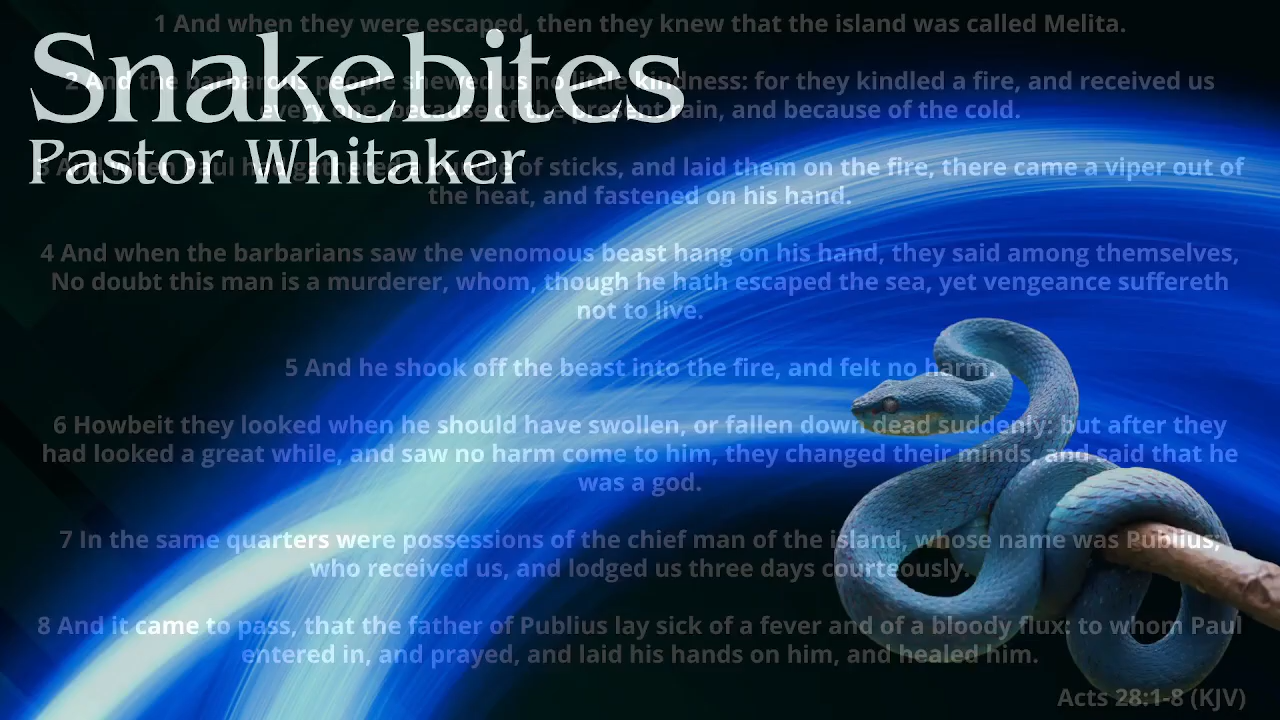 Snakebites
Pastor Whitaker
1 And when they were escaped, then they knew that the island was called Melita.
2 And the barbarous people shewed us no little kindness: for they kindled a fire, and received us
every one, because of the present rain, and because of the cold.
3 And when Paul had gathered a bundle of sticks, and laid them on the fire, there came a viper out of
the heat, and fastened on his hand.
4 And when the barbarians saw the venomous beast hang on his hand, they said among themselves,
No doubt this man is a murderer, whom, though he hath escaped the sea, yet vengeance suffereth
not to live.
5 And he shook off the beast into the fire, and felt no harm.
6 Howbeit they looked when he should have swollen, or fallen down dead suddenly: but after they
had looked a great while, and saw no harm come to him, they changed their minds, and said that he
was a god.
7 In the same quarters were possessions of the chief man of the island, whose name was Publius;
who received us, and lodged us three days courteously.
8 And it came to pass, that the father of Publius lay sick of a fever and of a bloody flux: to whom Paul
entered in, and prayed, and laid his hands on him, and healed him.
Acts 28:1-8 (KJV)